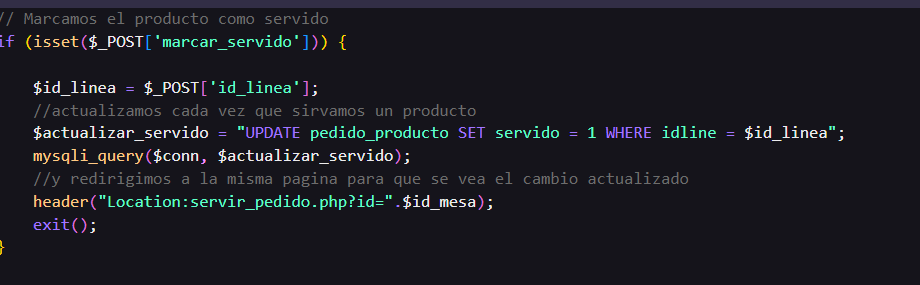 // Marcamos el producto como servido
if (isset($_POST['marcar_servido'])) {
$id_linea = $_POST['id_linea'];
//actualizamos cada vez que sirvamos un producto
$actualizar_servido = "UPDATE pedido_producto SET servido = 1 WHERE idline = $id_linea";
mysqli_query($conn, $actualizar_servido);
//y redirigimos a la misma pagina para que se vea el cambio actualizado
header("Location:servir_pedido.php?id=".$id_mesa);
exit();
}